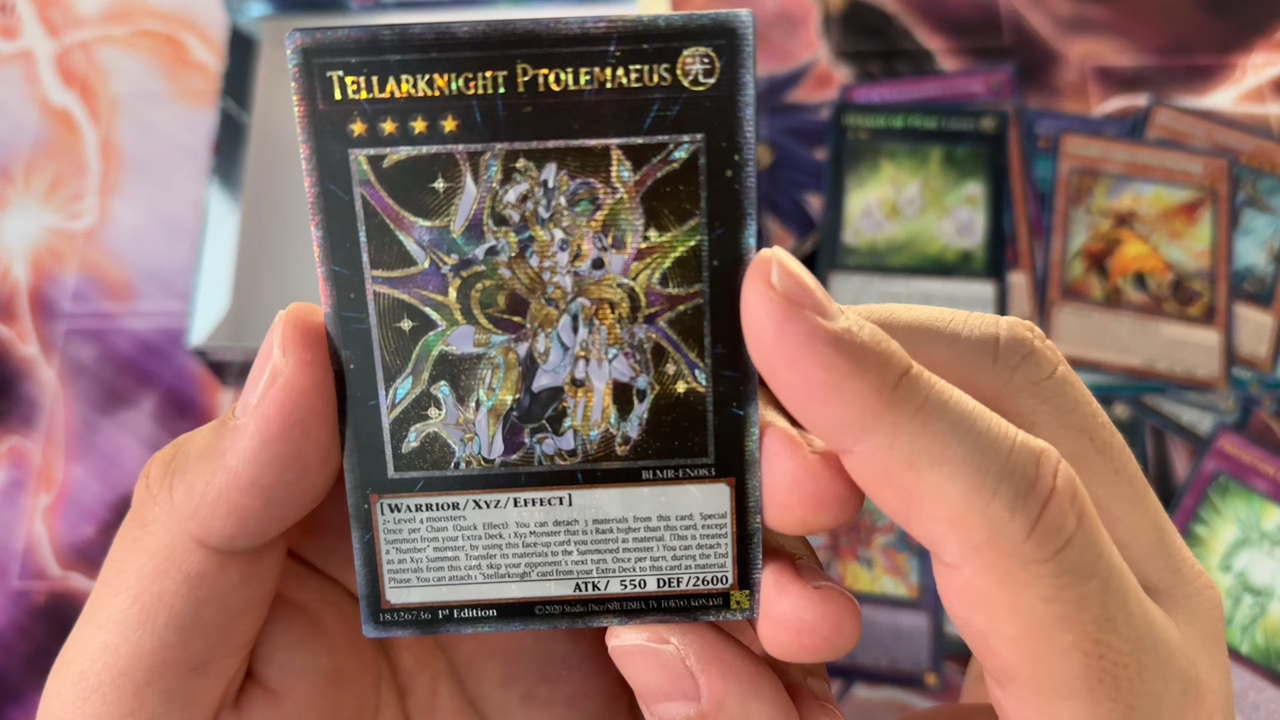 TELLARKNIGHT PTOLEMAEUS 光
BLMR-EN083
[WARRIOR/XYZ/EFFECT]
2+ Level 4 monsters
Once per Chain (Quick Effect): You can detach 3 materials from this card; Special
Summon from your Extra Deck, 1 Xyz Monster that is 1 Rank higher than this card, except
a "Number" monster, by using this face-up card you control as material. (This is treated
as an Xyz Summon. Transfer its materials to the Summoned monster.) You can detach 7
materials from this card; skip your opponent's next turn. Once per turn, during the End
Phase: You can attach 1 "Stellarknight" card from your Extra Deck to this card as material.
ATK/ 550 DEF/2600
18326736 1st Edition ©2020 Studio Dice/SHUEISHA, TV TOKYO, KONAMI